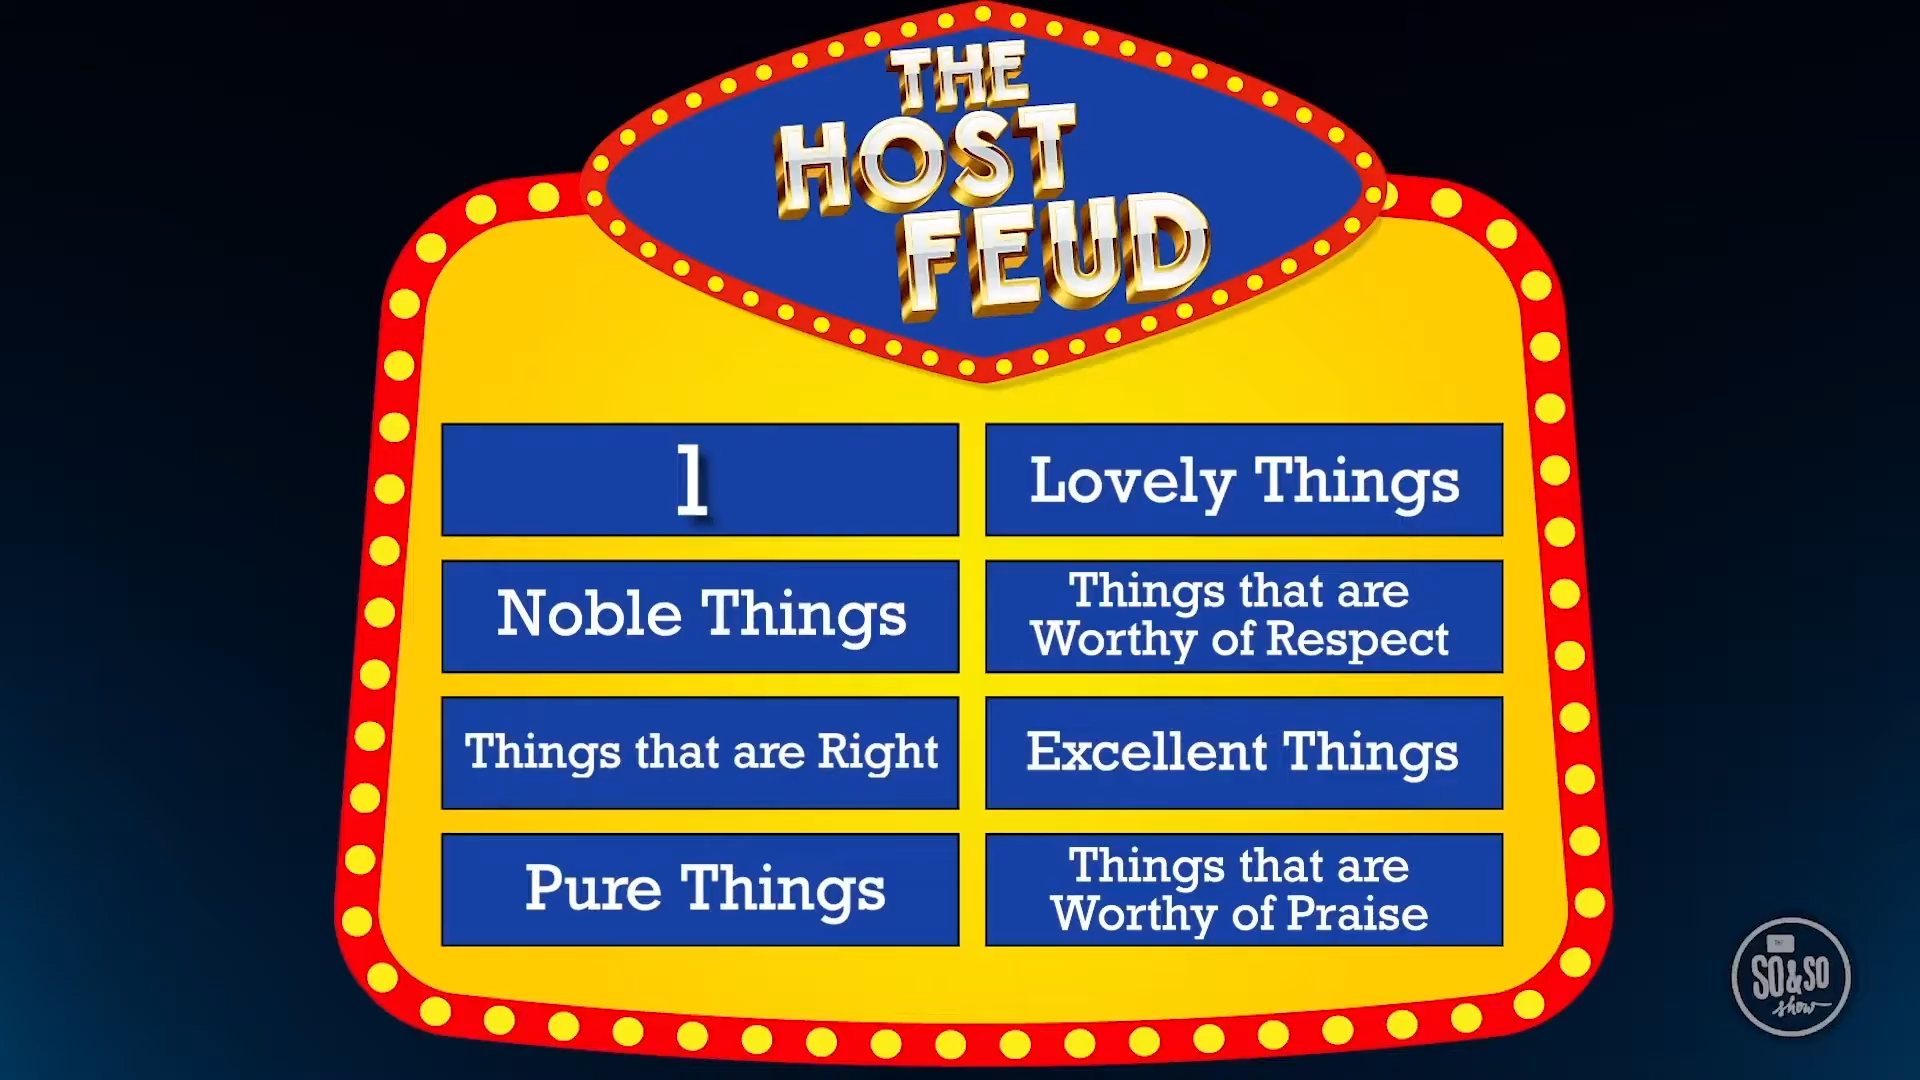 THE
HOST
FEUD
1
Lovely Things
Noble Things
Things that are
Worthy of Respect
Things that are Right
Excellent Things
Pure Things
Things that are
Worthy of Praise
SO&SO
show